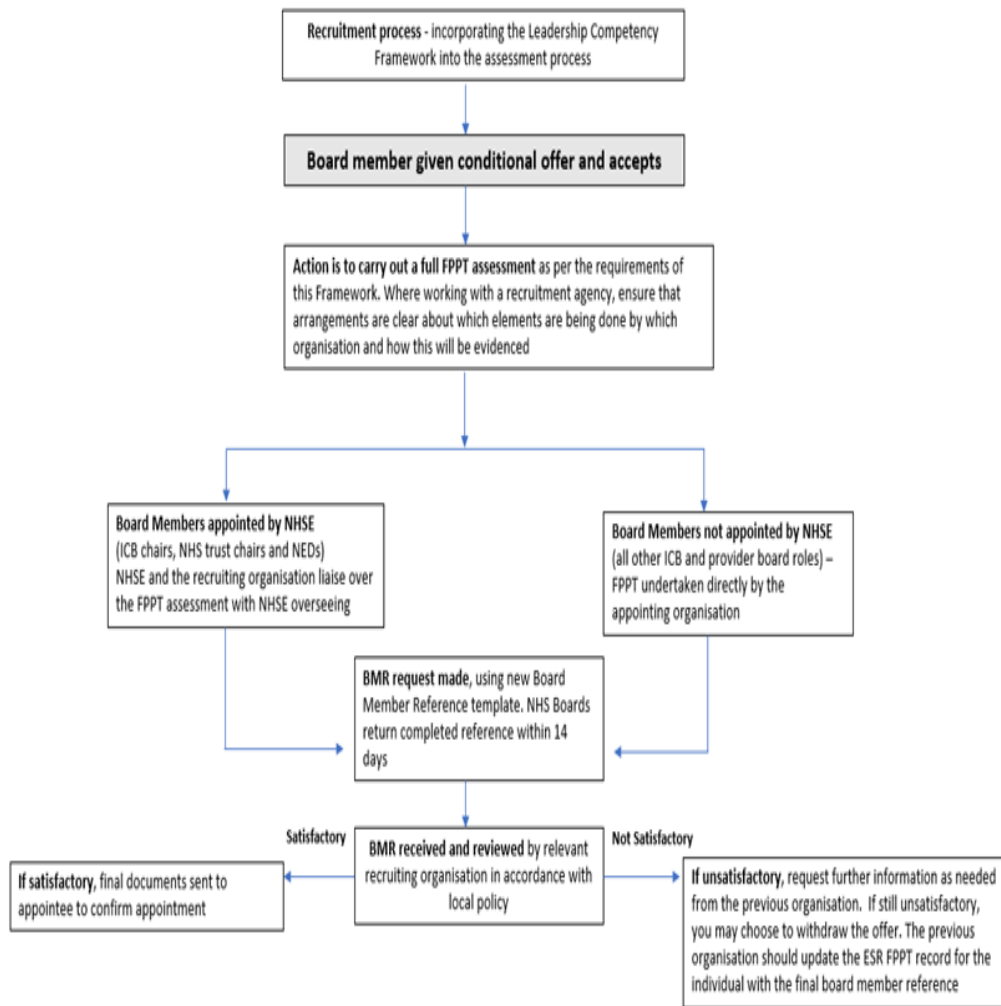 Recruitment process - incorporating the Leadership Competency
Framework into the assessment process
Board member given conditional offer and accepts
Action is to carry out a full FPPT assessment as per the requirements of
this Framework. Where working with a recruitment agency, ensure that
arrangements are clear about which elements are being done by which
organisation and how this will be evidenced
Board Members appointed by NHSE
(ICB chairs, NHS trust chairs and NEDs)
NHSE and the recruiting organisation liaise over
the FPPT assessment with NHSE overseeing
Board Members not appointed by NHSE
(all other ICB and provider board roles) –
FPPT undertaken directly by the
appointing organisation
BMR request made, using new Board
Member Reference template. NHS Boards
return completed reference within 14
days
Satisfactory
BMR received and reviewed by relevant
recruiting organisation in accordance with
local policy
Not Satisfactory
If satisfactory, final documents sent to
appointee to confirm appointment
If unsatisfactory, request further information as needed
from the previous organisation. If still unsatisfactory,
you may choose to withdraw the offer. The previous
organisation should update the ESR FPPT record for the
individual with the final board member reference